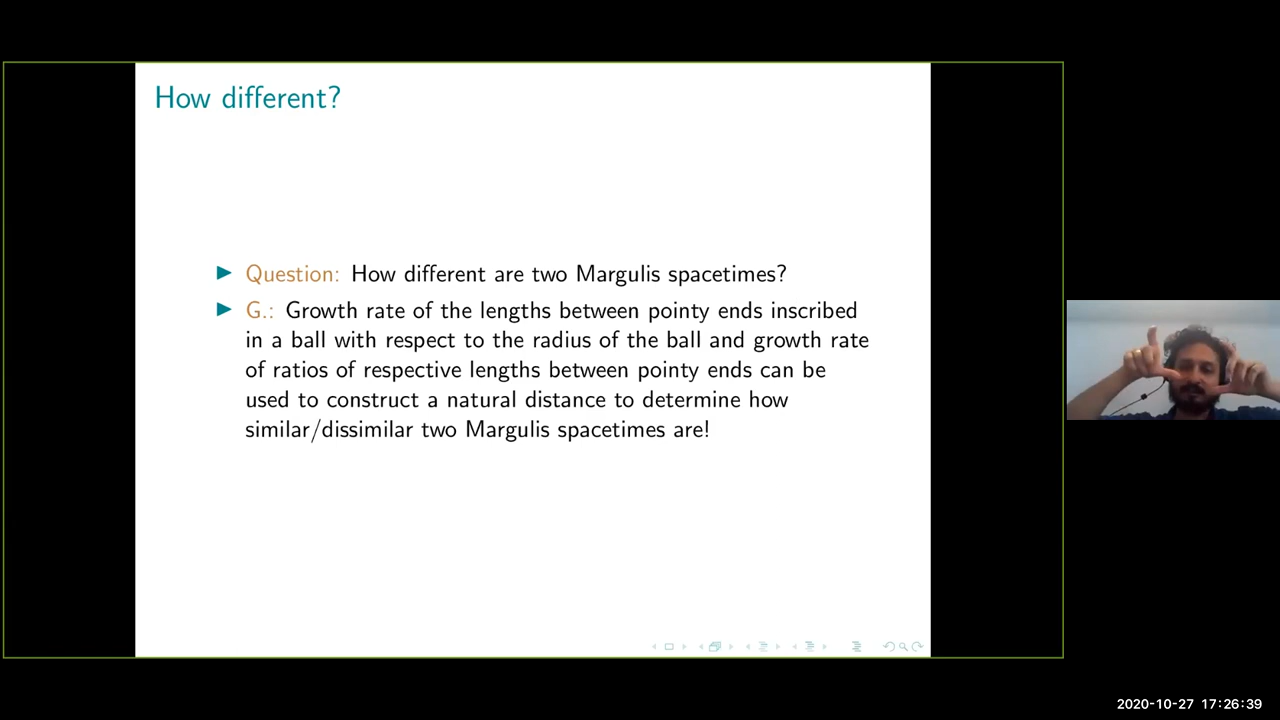 How different?
Question: How different are two Margulis spacetimes?
G.: Growth rate of the lengths between pointy ends inscribed
in a ball with respect to the radius of the ball and growth rate
of ratios of respective lengths between pointy ends can be
used to construct a natural distance to determine how
similar/dissimilar two Margulis spacetimes are!
2020-10-27 17:26:39